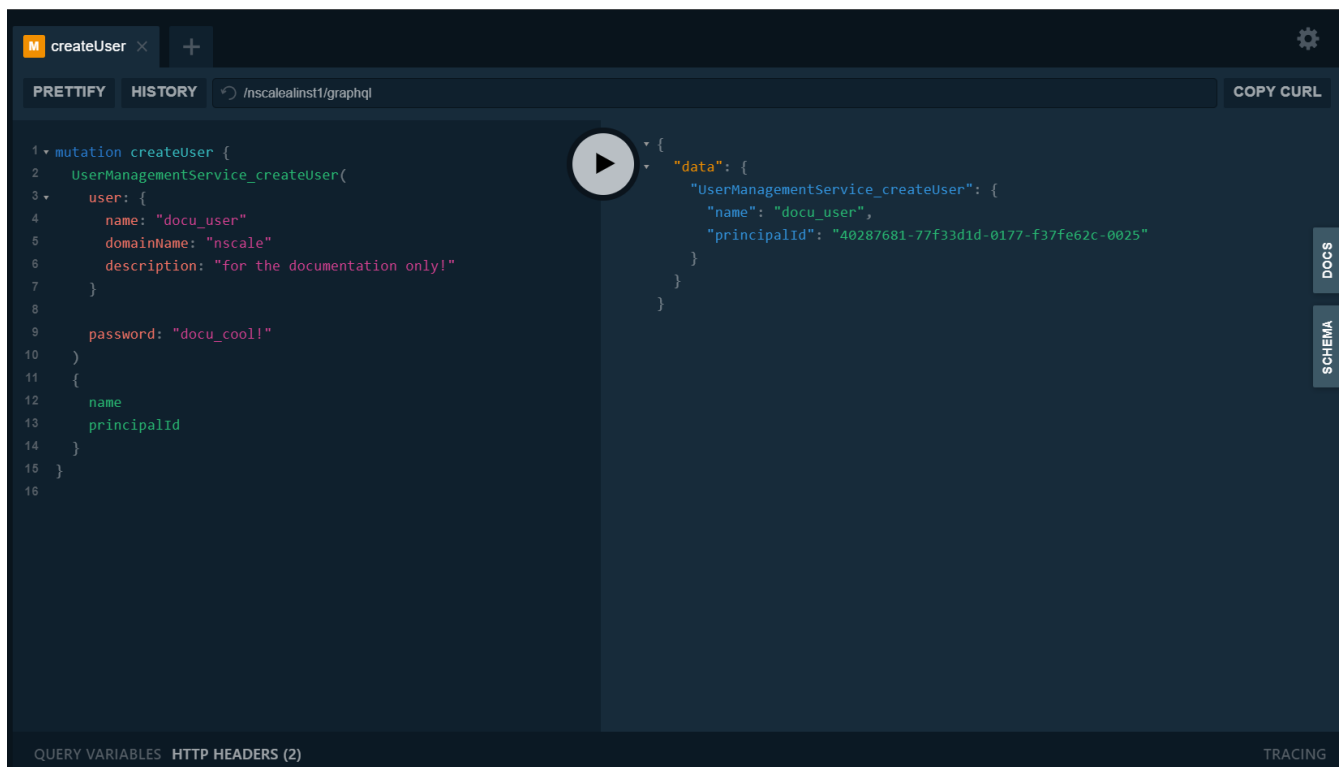 M createUser ×
+
PRETTIFY HISTORY /nscalealinst1/graphql COPY CURL
1 mutation createUser {
2 UserManagementService_createUser(
3 user: {
4 name: "docu_user"
5 domainName: "nscale"
6 description: "for the documentation only!"
7 }
8
9 password: "docu_cool!"
10 )
11 {
12 name
13 principalId
14 }
15 }
16
{
"data": {
"UserManagementService_createUser": {
"name": "docu_user",
"principalId": "40287681-77f33d1d-0177-f37fe62c-0025"
}
}
}
DOCS
SCHEMA
QUERY VARIABLES HTTP HEADERS (2) TRACING